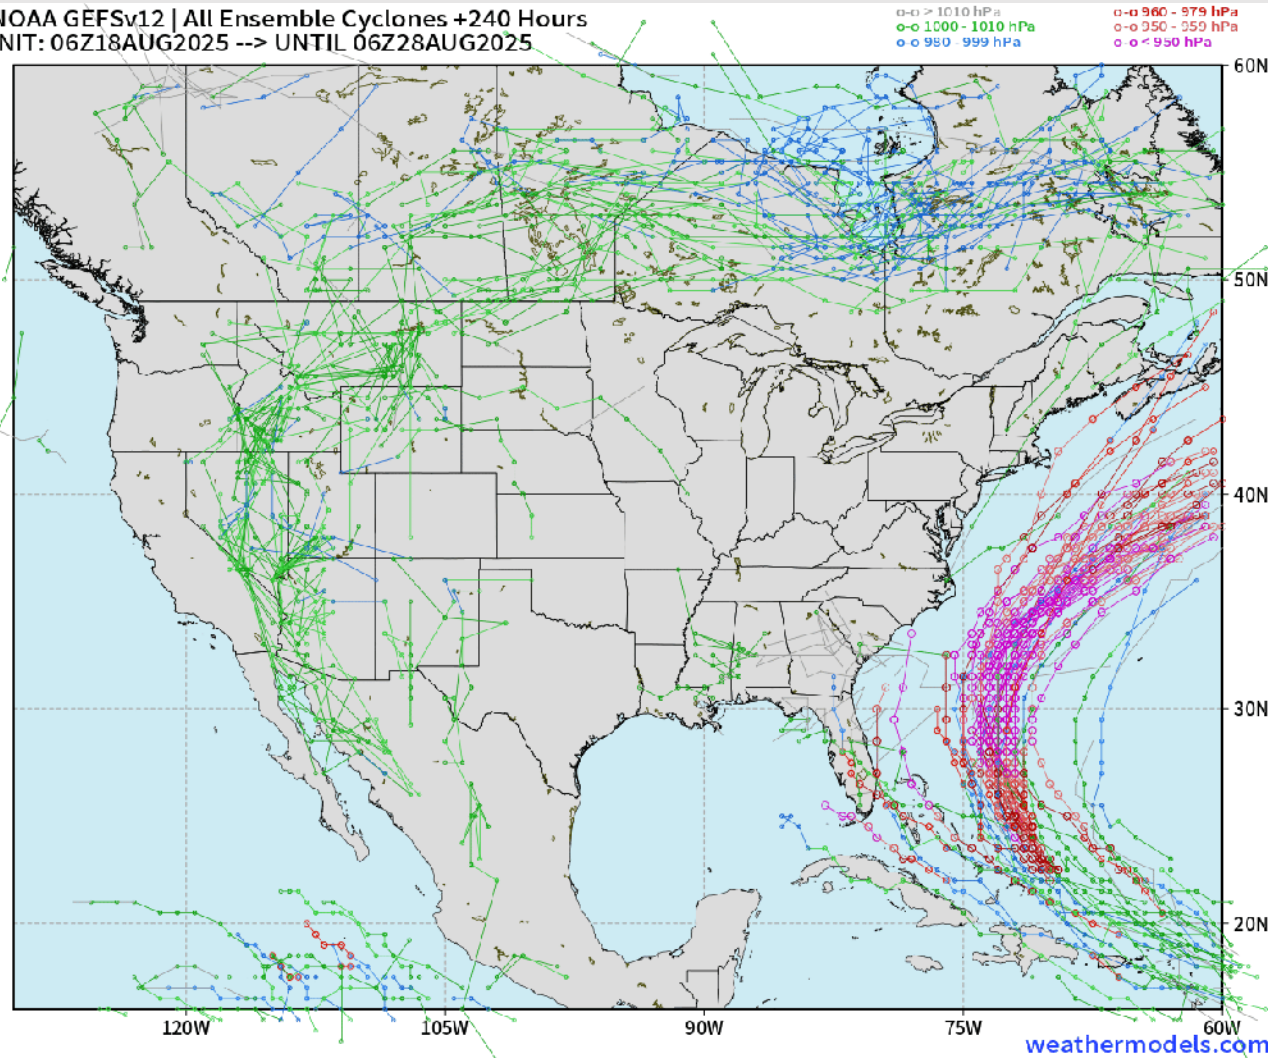 NOAA GEFSv12 | All Ensemble Cyclones +240 Hours
NIT: 06Z18AUG2025 --> UNTIL 06Z28AUG2025
> 1010 hPa
1000 - 1010 hPa
980 - 999 hPa
960 - 979 hPa
950 - 959 hPa
< 950 hPa
60N
50N
40N
30N
20N
120W
105W
90W
75W
60W
weathermodels.com